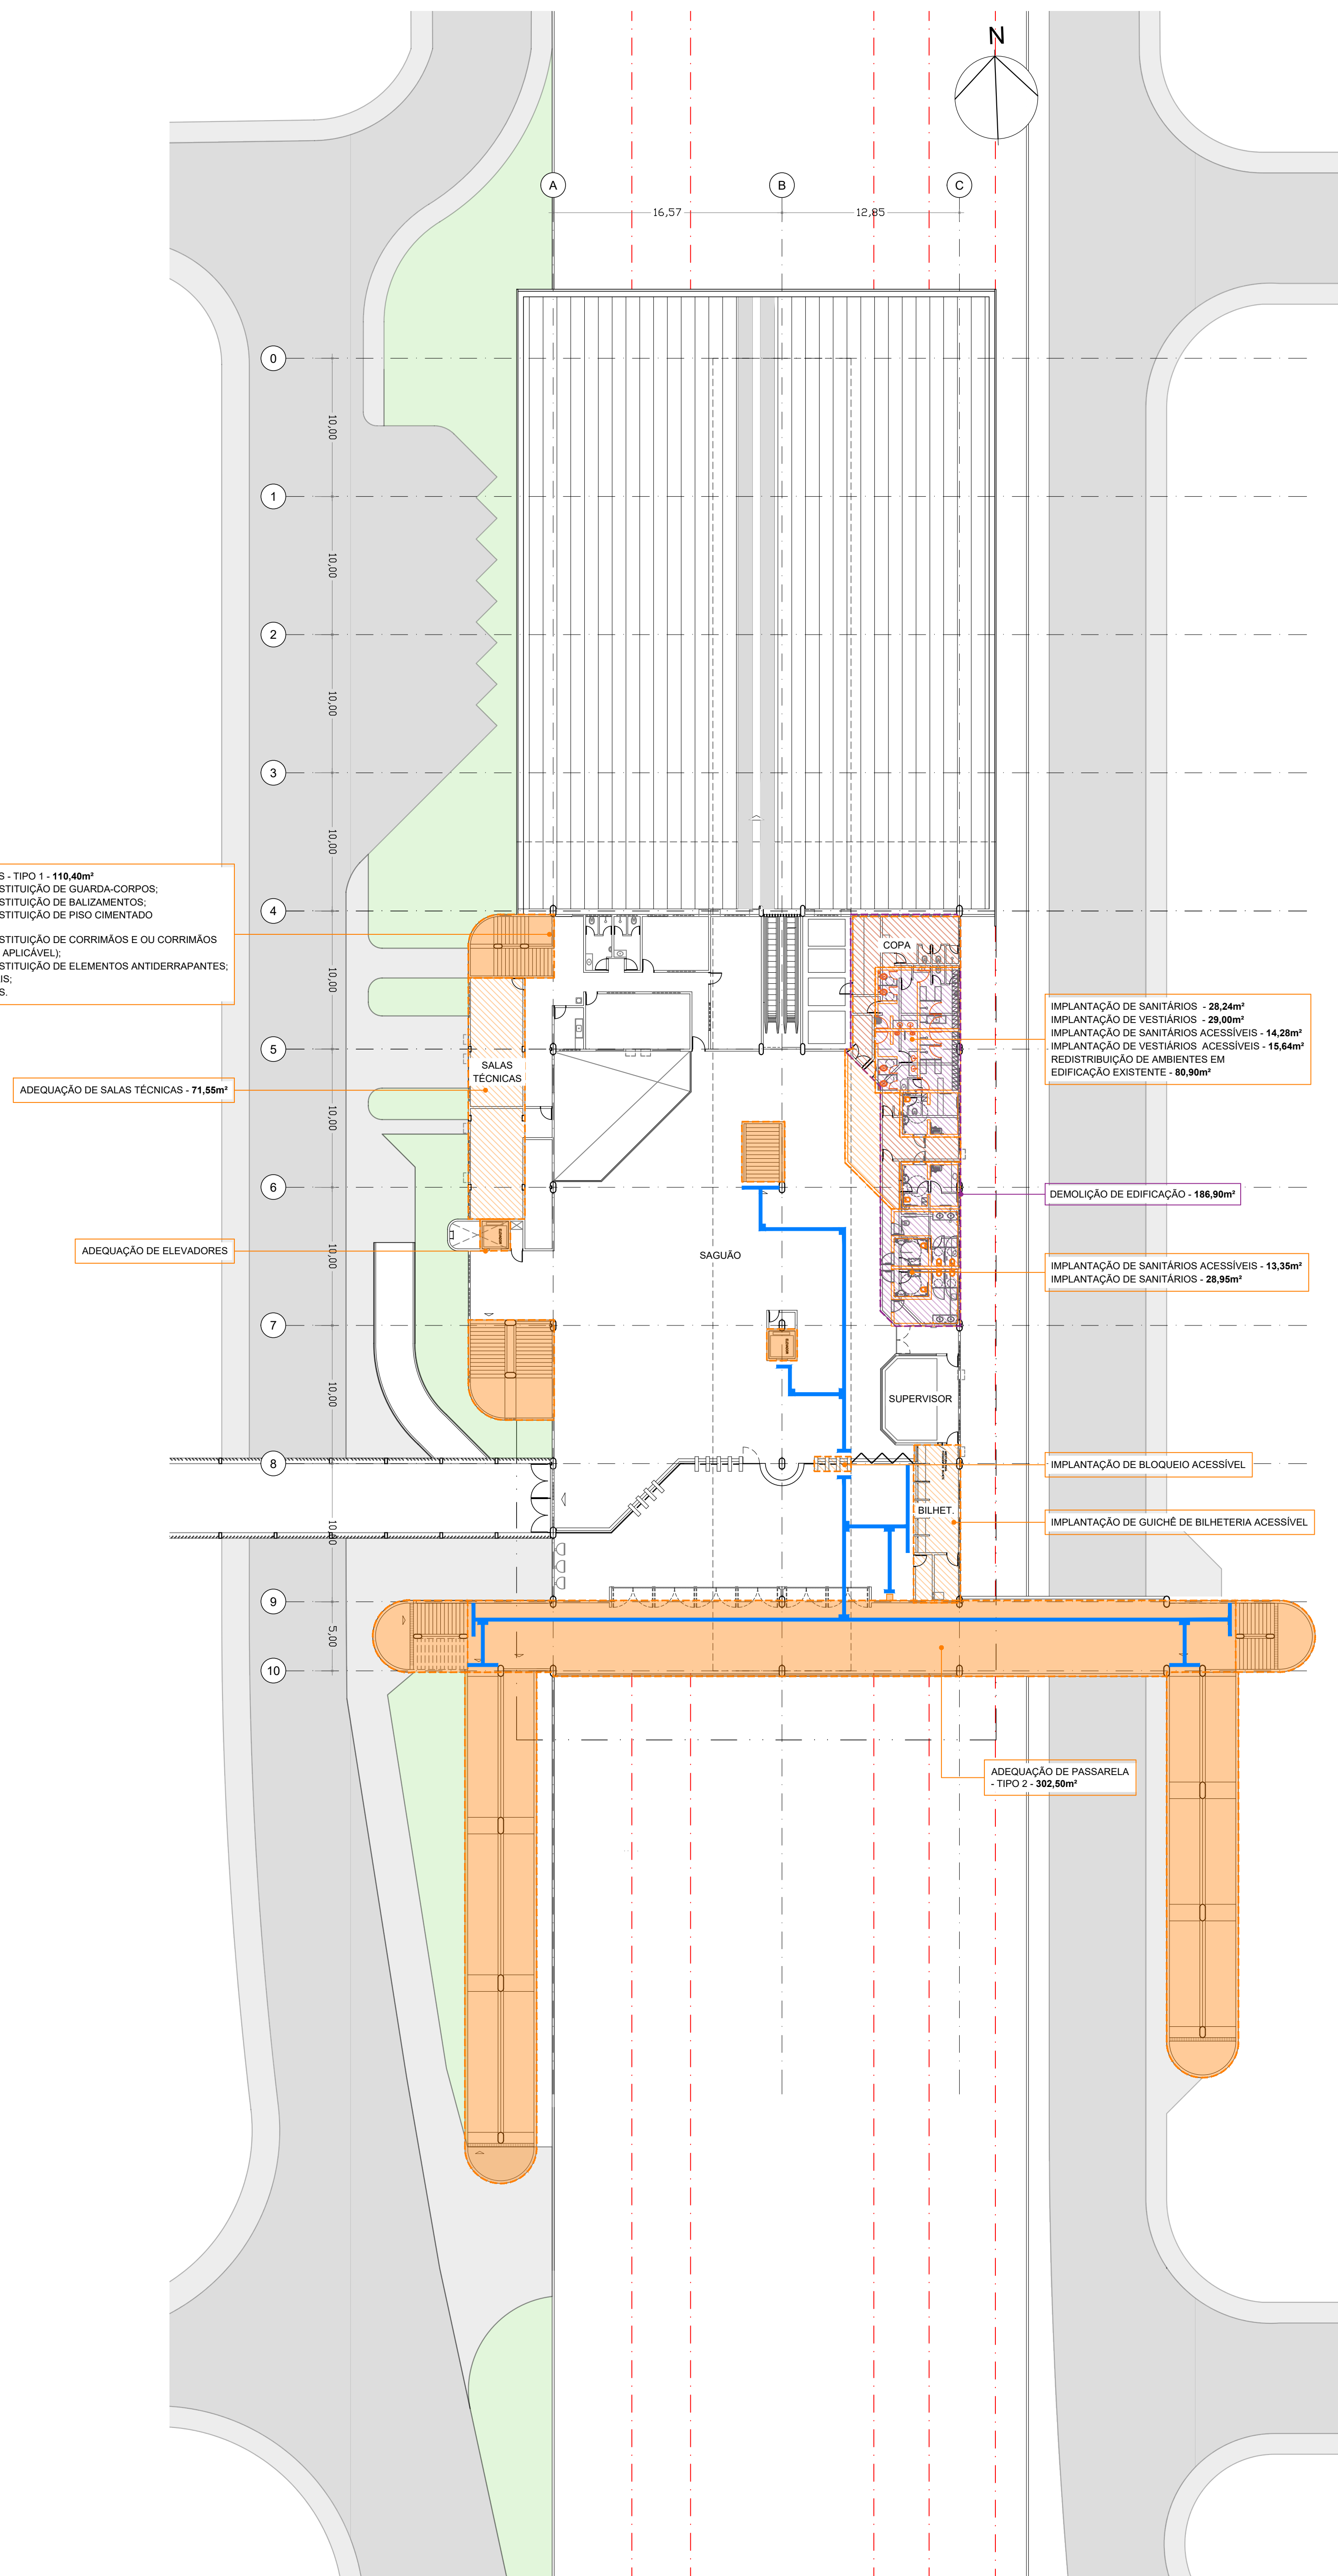 N
A
B
C
16,57
12,85
0
10,00
1
10,00
2
10,00
3
10,00
4
S - TIPO 1 - 110,40m²
STITUIÇÃO DE GUARDA-CORPOS;
STITUIÇÃO DE BALIZAMENTOS;
STITUIÇÃO DE PISO CIMENTADO
STITUIÇÃO DE CORRIMÃOS E OU CORRIMÃOS
APLICÁVEL);
STITUIÇÃO DE ELEMENTOS ANTIDERRAPANTES;
IS;
S.
COPA
10,00
IMPLANTAÇÃO DE SANITÁRIOS - 28,24m²
IMPLANTAÇÃO DE VESTIÁRIOS - 29,00m²
IMPLANTAÇÃO DE SANITÁRIOS ACESSÍVEIS - 14,28m²
IMPLANTAÇÃO DE VESTIÁRIOS ACESSÍVEIS - 15,64m²
REDISTRIBUIÇÃO DE AMBIENTES EM
EDIFICAÇÃO EXISTENTE - 80,90m²
5
SALAS
TÉCNICAS
ADEQUAÇÃO DE SALAS TÉCNICAS - 71,55m²
10,00
6
DEMOLIÇÃO DE EDIFICAÇÃO - 186,90m²
ADEQUAÇÃO DE ELEVADORES
SAGUÃO
10,00
IMPLANTAÇÃO DE SANITÁRIOS ACESSÍVEIS - 13,35m²
IMPLANTAÇÃO DE SANITÁRIOS - 28,95m²
7
10,00
SUPERVISOR
8
IMPLANTAÇÃO DE BLOQUEIO ACESSÍVEL
BILHET.
IMPLANTAÇÃO DE GUICHÊ DE BILHETERIA ACESSÍVEL
10,00
9
5,00
10
ADEQUAÇÃO DE PASSARELA
- TIPO 2 - 302,50m²